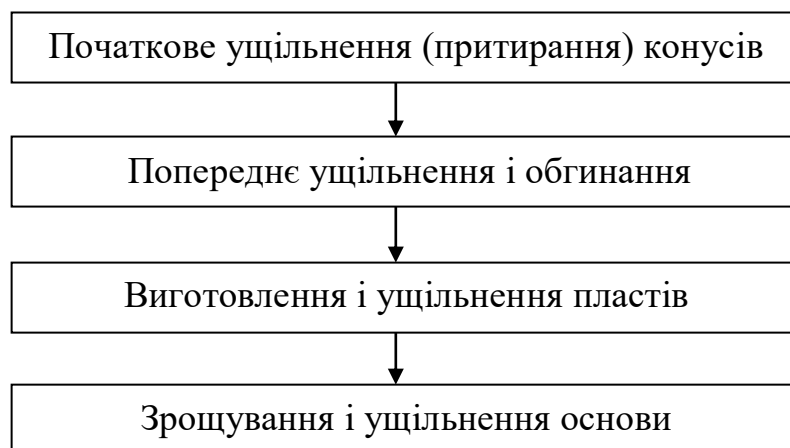 Початкове ущільнення (притирання) конусів
Попереднє ущільнення і обгинання
Виготовлення і ущільнення пластів
Зрощування і ущільнення основи